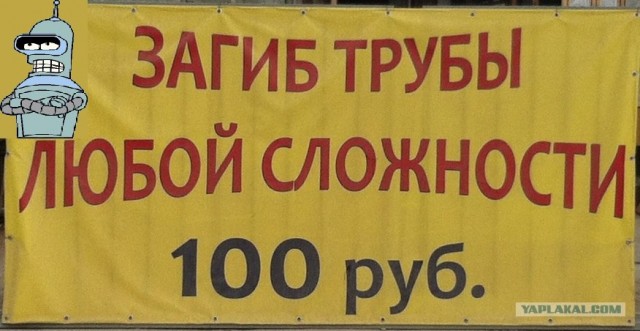 ЗАГИБ ТРУБЫ
ЛЮБОЙ СЛОЖНОСТИ
100 руб.
YAPLAKAL.COM